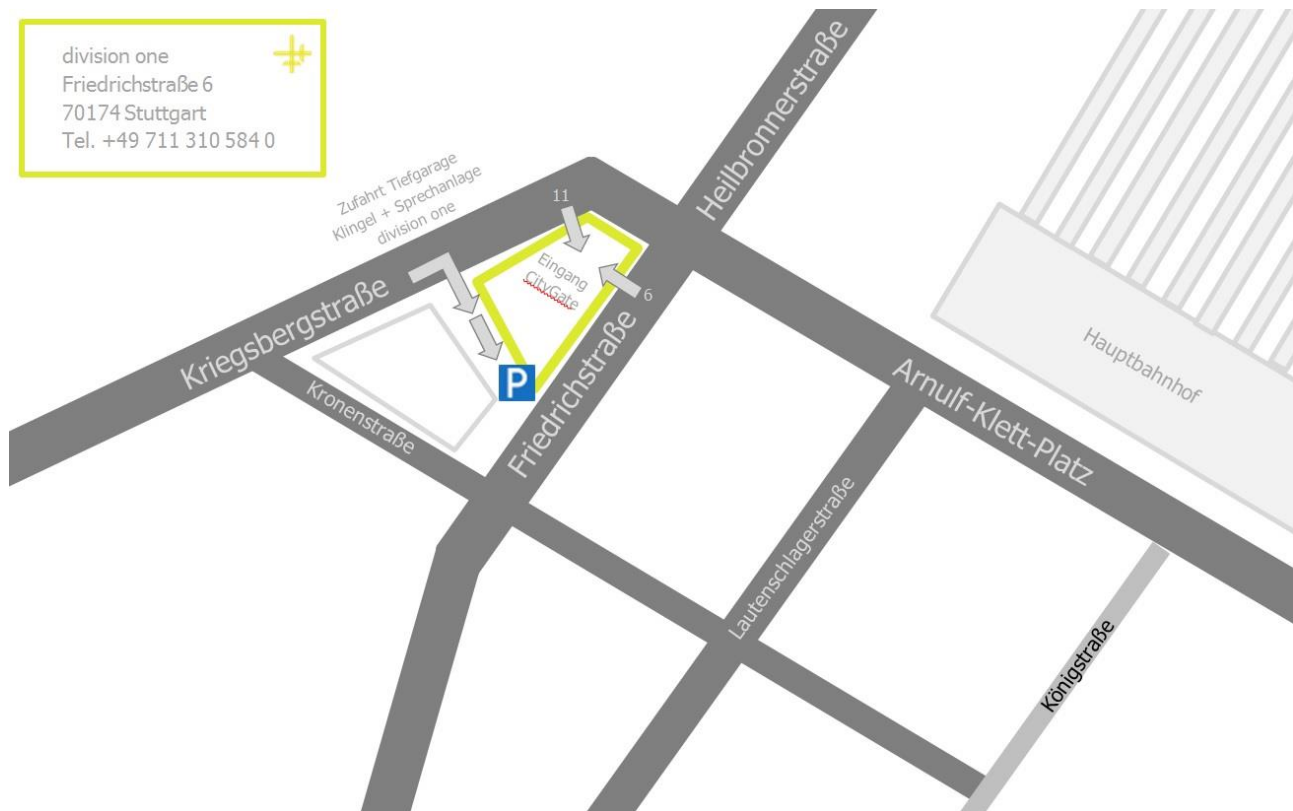 division one
Friedrichstraße 6
70174 Stuttgart
Tel. +49 711 310 584 0
Zufahrt Tiefgarage
Klingel + Sprechanlage
division one
11
Eingang
CityGate
6
P
Heilbronnerstraße
Kriegsbergstraße
Kronenstraße
Friedrichstraße
Arnulf-Klett-Platz
Hauptbahnhof
Lautenschlagerstraße
Königstraße